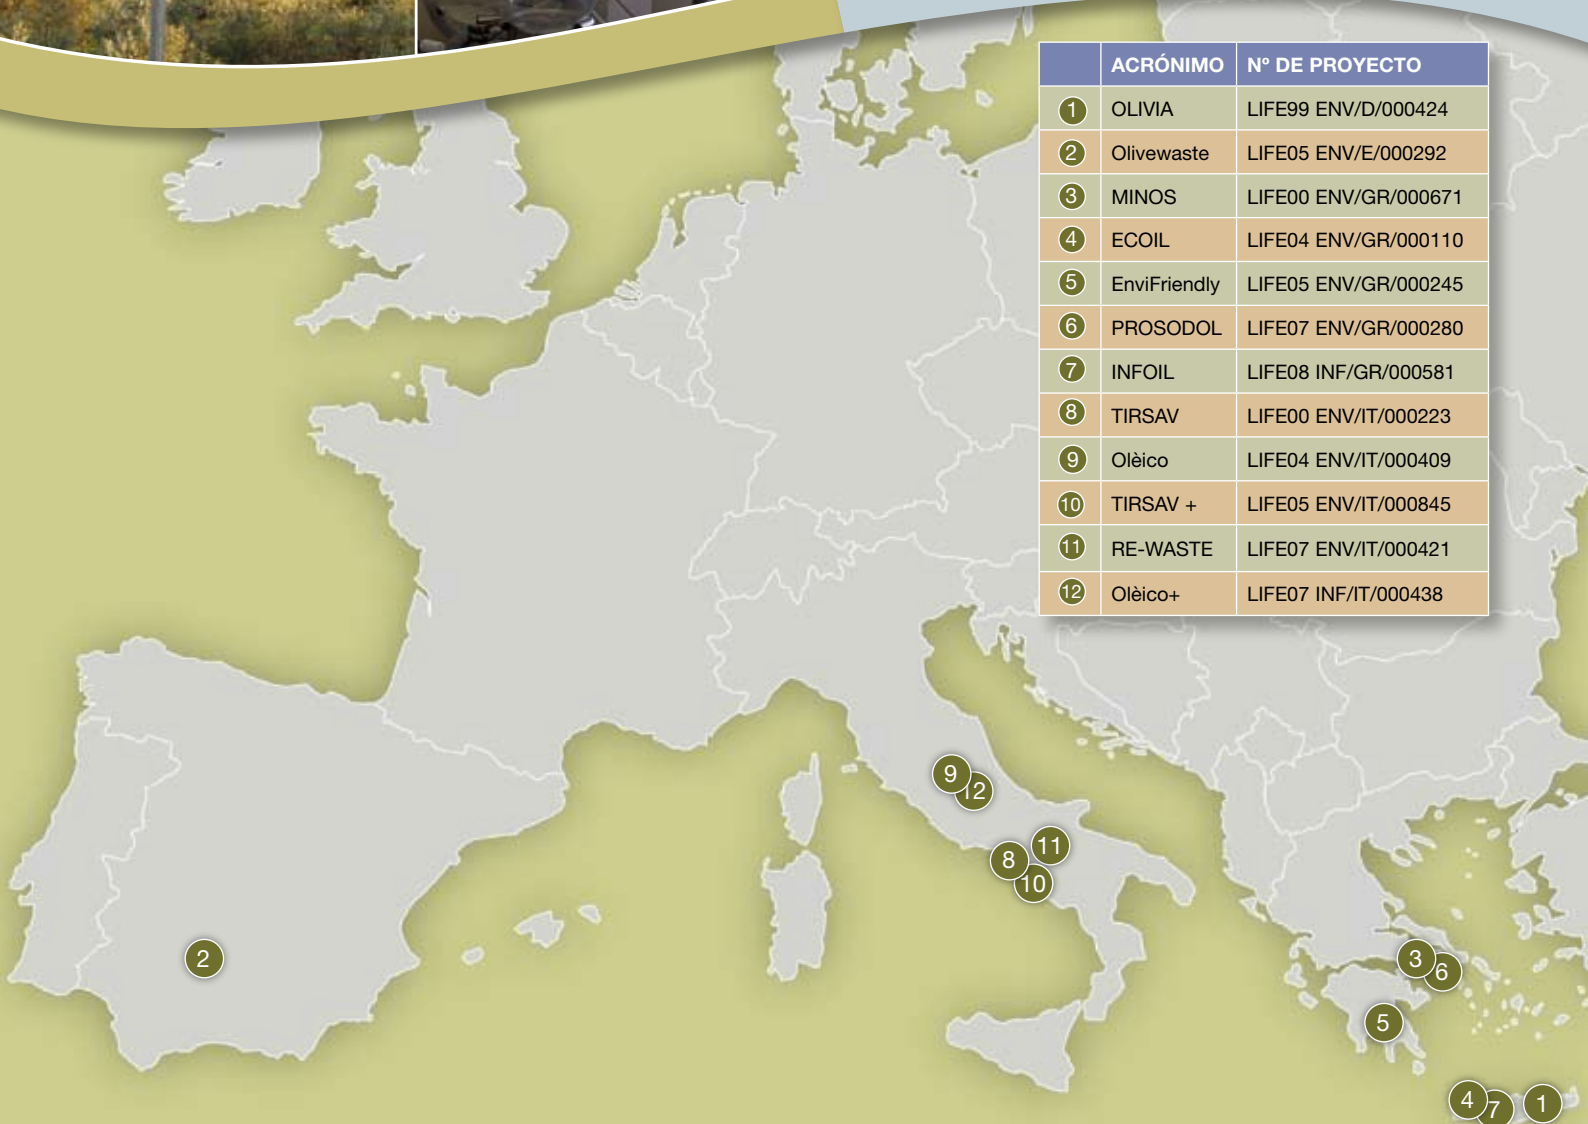 ACRÓNIMO Nº DE PROYECTO
1 OLIVIA LIFE99 ENV/D/000424
2 Olivewaste LIFE05 ENV/E/000292
3 MINOS LIFE00 ENV/GR/000671
4 ECOIL LIFE04 ENV/GR/000110
5 EnviFriendly LIFE05 ENV/GR/000245
6 PROSODOL LIFE07 ENV/GR/000280
7 INFOIL LIFE08 INF/GR/000581
8 TIRSAV LIFE00 ENV/IT/000223
9 Olèico LIFE04 ENV/IT/000409
10 TIRSAV + LIFE05 ENV/IT/000845
11 RE-WASTE LIFE07 ENV/IT/000421
12 Olèico+ LIFE07 INF/IT/000438
9
12
11
8
10
2
3
6
5
4
7
1